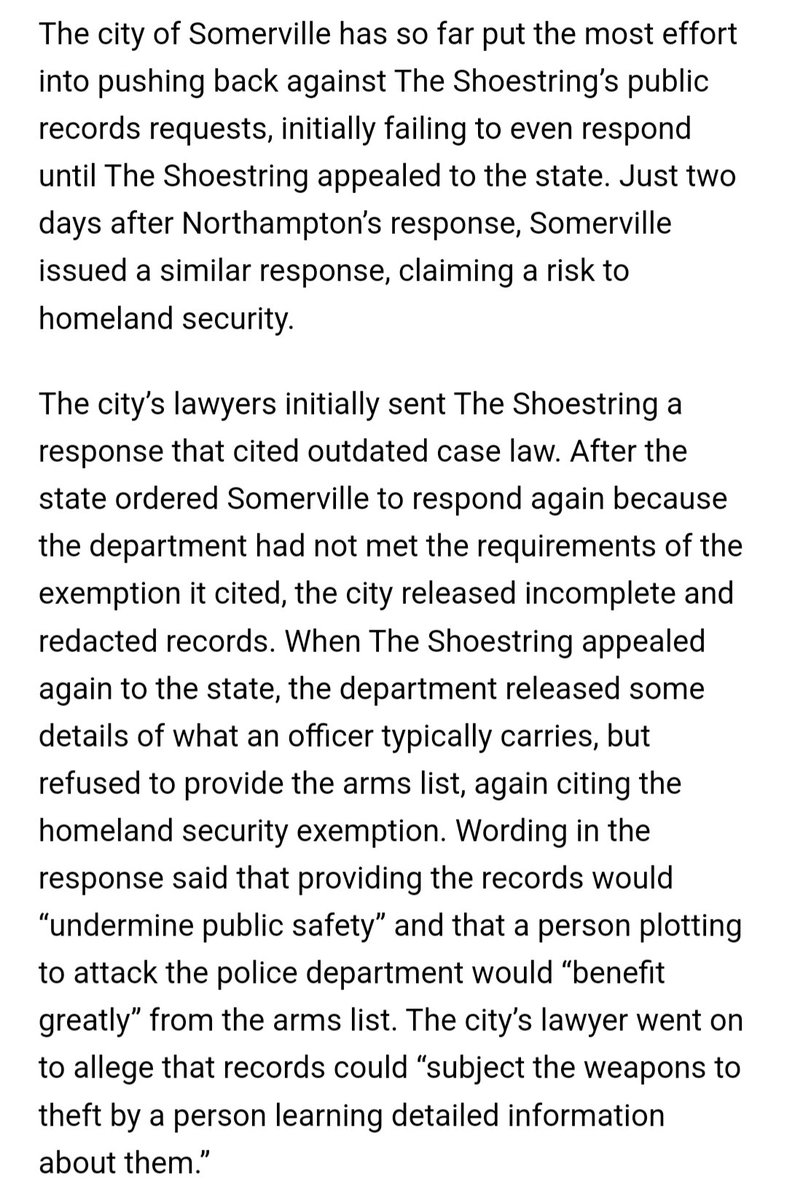 The city of Somerville has so far put the most effort
into pushing back against The Shoestring’s public
records requests, initially failing to even respond
until The Shoestring appealed to the state. Just two
days after Northampton’s response, Somerville
issued a similar response, claiming a risk to
homeland security.
The city’s lawyers initially sent The Shoestring a
response that cited outdated case law. After the
state ordered Somerville to respond again because
the department had not met the requirements of the
exemption it cited, the city released incomplete and
redacted records. When The Shoestring appealed
again to the state, the department released some
details of what an officer typically carries, but
refused to provide the arms list, again citing the
homeland security exemption. Wording in the
response said that providing the records would
“undermine public safety” and that a person plotting
to attack the police department would “benefit
greatly” from the arms list. The city’s lawyer went on
to allege that records could “subject the weapons to
theft by a person learning detailed information
about them.”